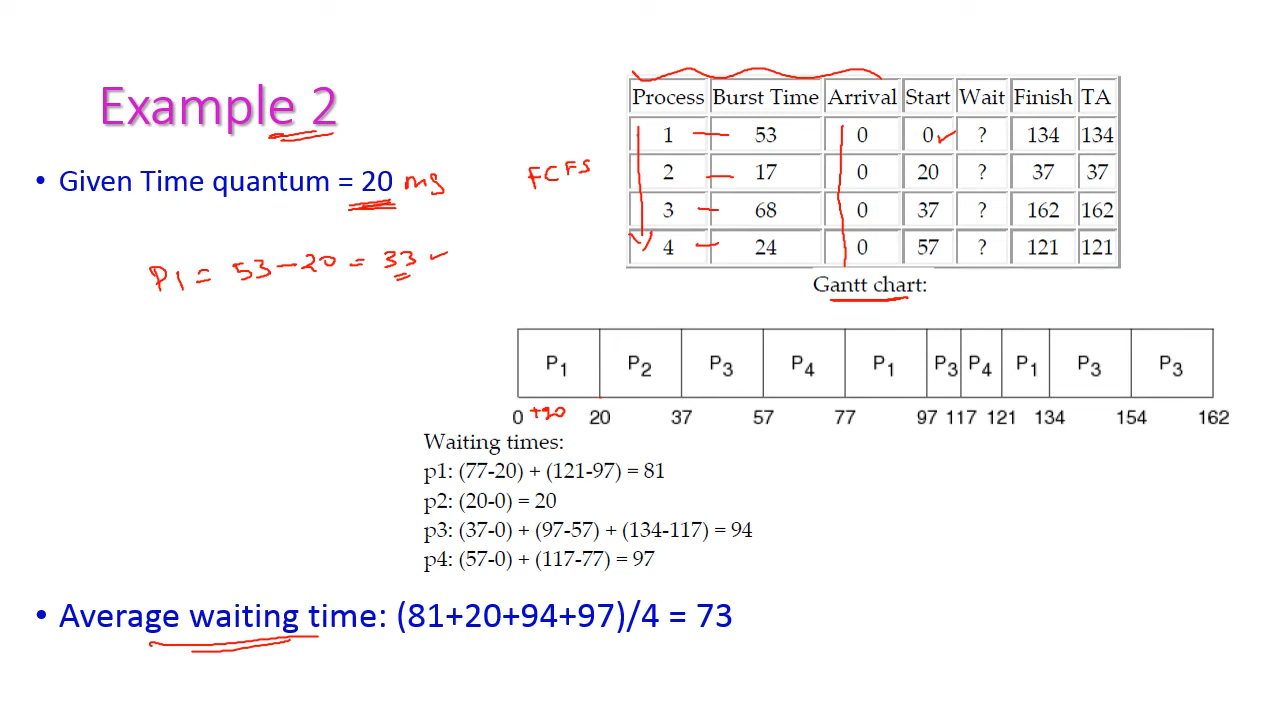 Example 2
• Given Time quantum = 20 ms
FCFS
P1 = 53 - 20 = 33
Process Burst Time Arrival Start Wait Finish TA
1 53 0 0 ? 134 134
2 17 0 20 ? 37 37
3 68 0 37 ? 162 162
4 24 0 57 ? 121 121
Gantt chart:
P1 P2 P3 P4 P1 P3 P4 P1 P3 P3
0 +20 20 37 57 77 97 117 121 134 154 162
Waiting times:
p1: (77-20) + (121-97) = 81
p2: (20-0) = 20
p3: (37-0) + (97-57) + (134-117) = 94
p4: (57-0) + (117-77) = 97
• Average waiting time: (81+20+94+97)/4 = 73